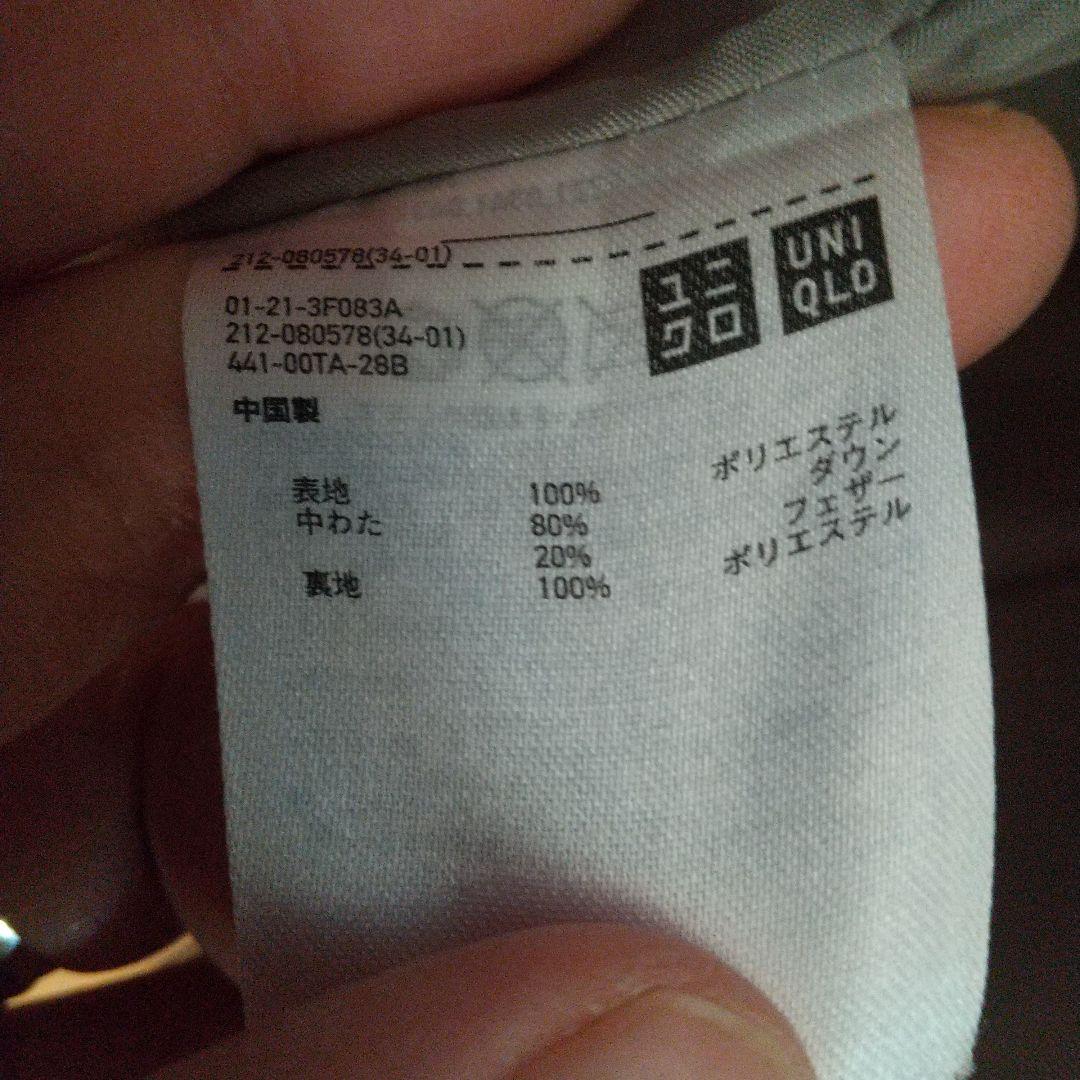 212-080578(34-01)
ユニ
クロ
UNI
QLO
01-21-3F083A
212-080578(34-01)
441-00TA-28B
中国製
表地 100% ポリエステル
中わた 80% ダウン
20% フェザー
裏地 100% ポリエステル